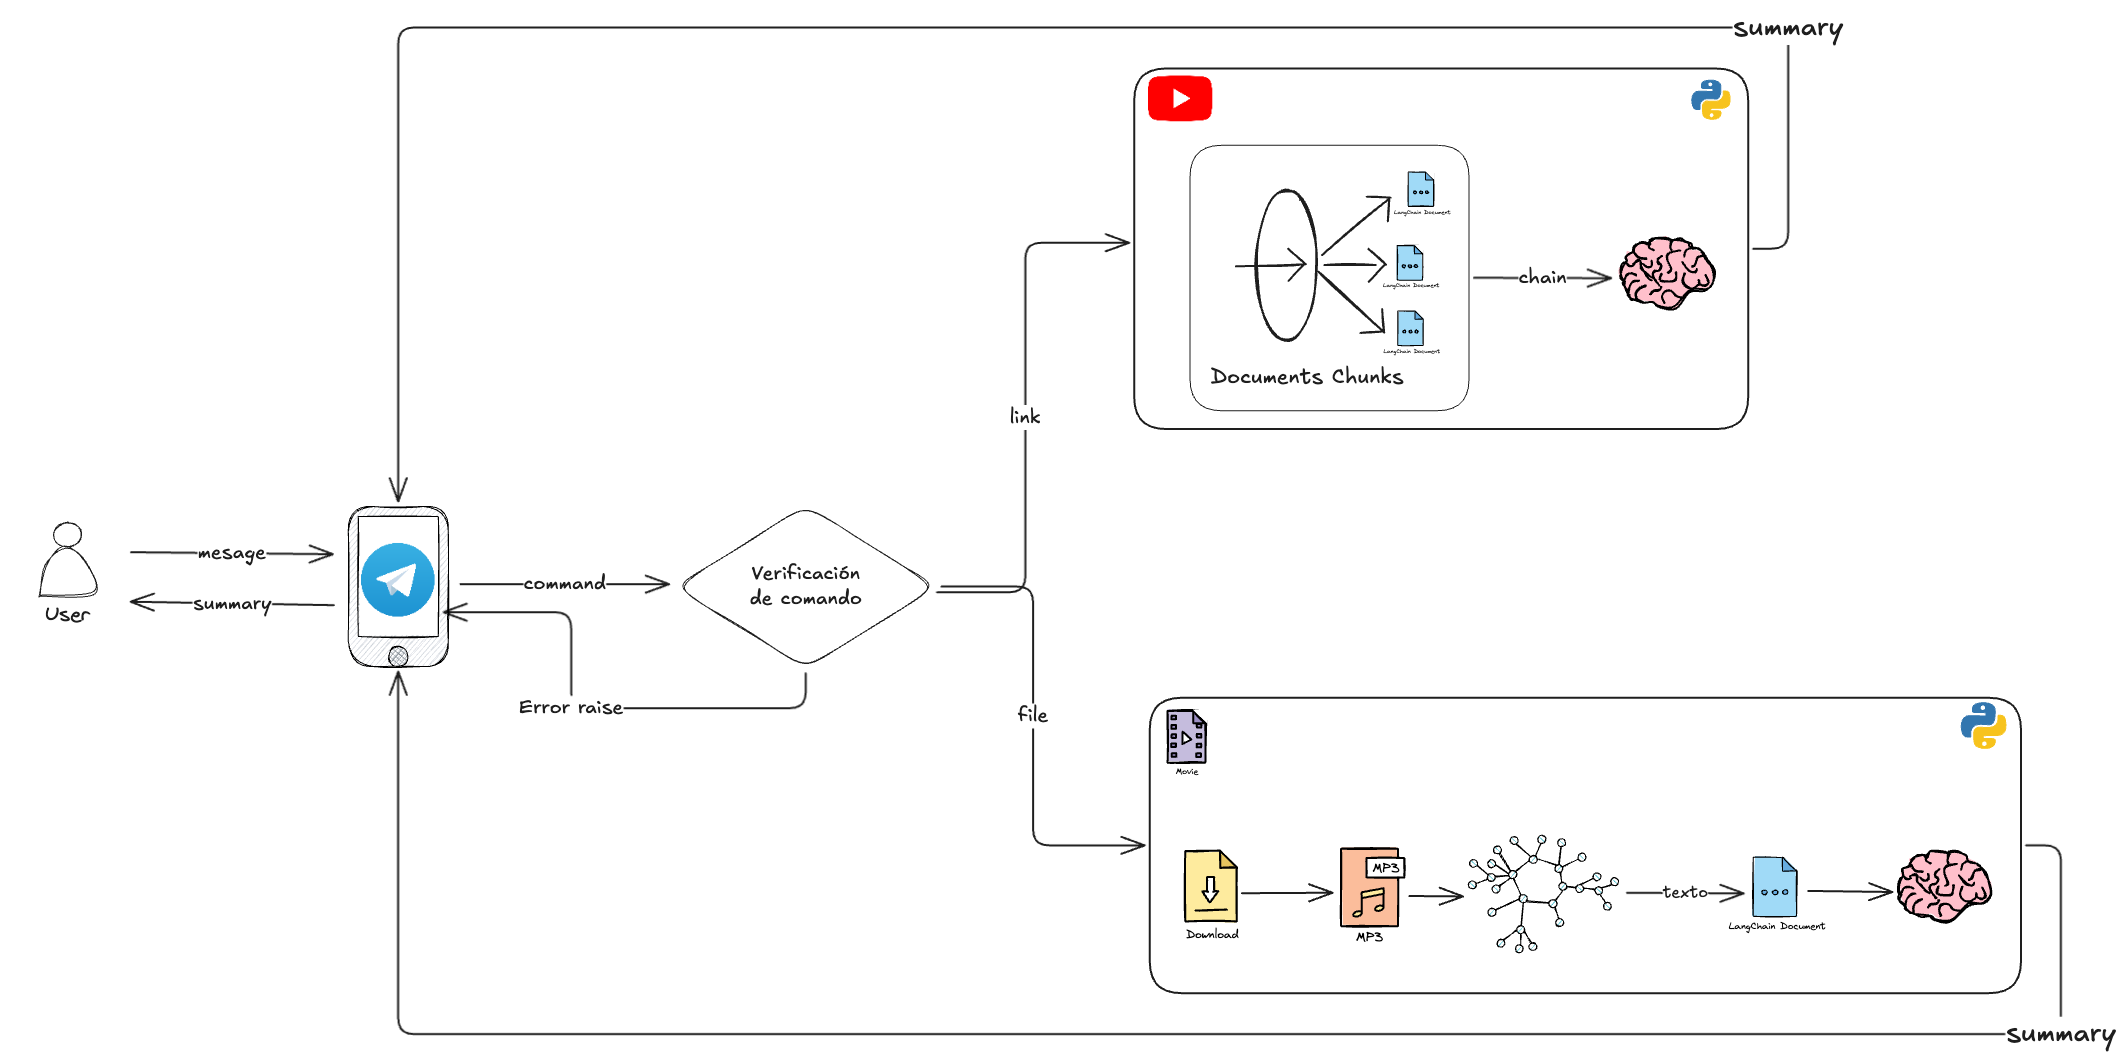 summary
LangChain Document
LangChain Document
chain
LangChain Document
Documents Chunks
link
mesage
summary
User
command
Verificación
de comando
Error raise
file
Movie
MP3
texto
Download
MP3
LangChain Document
summary